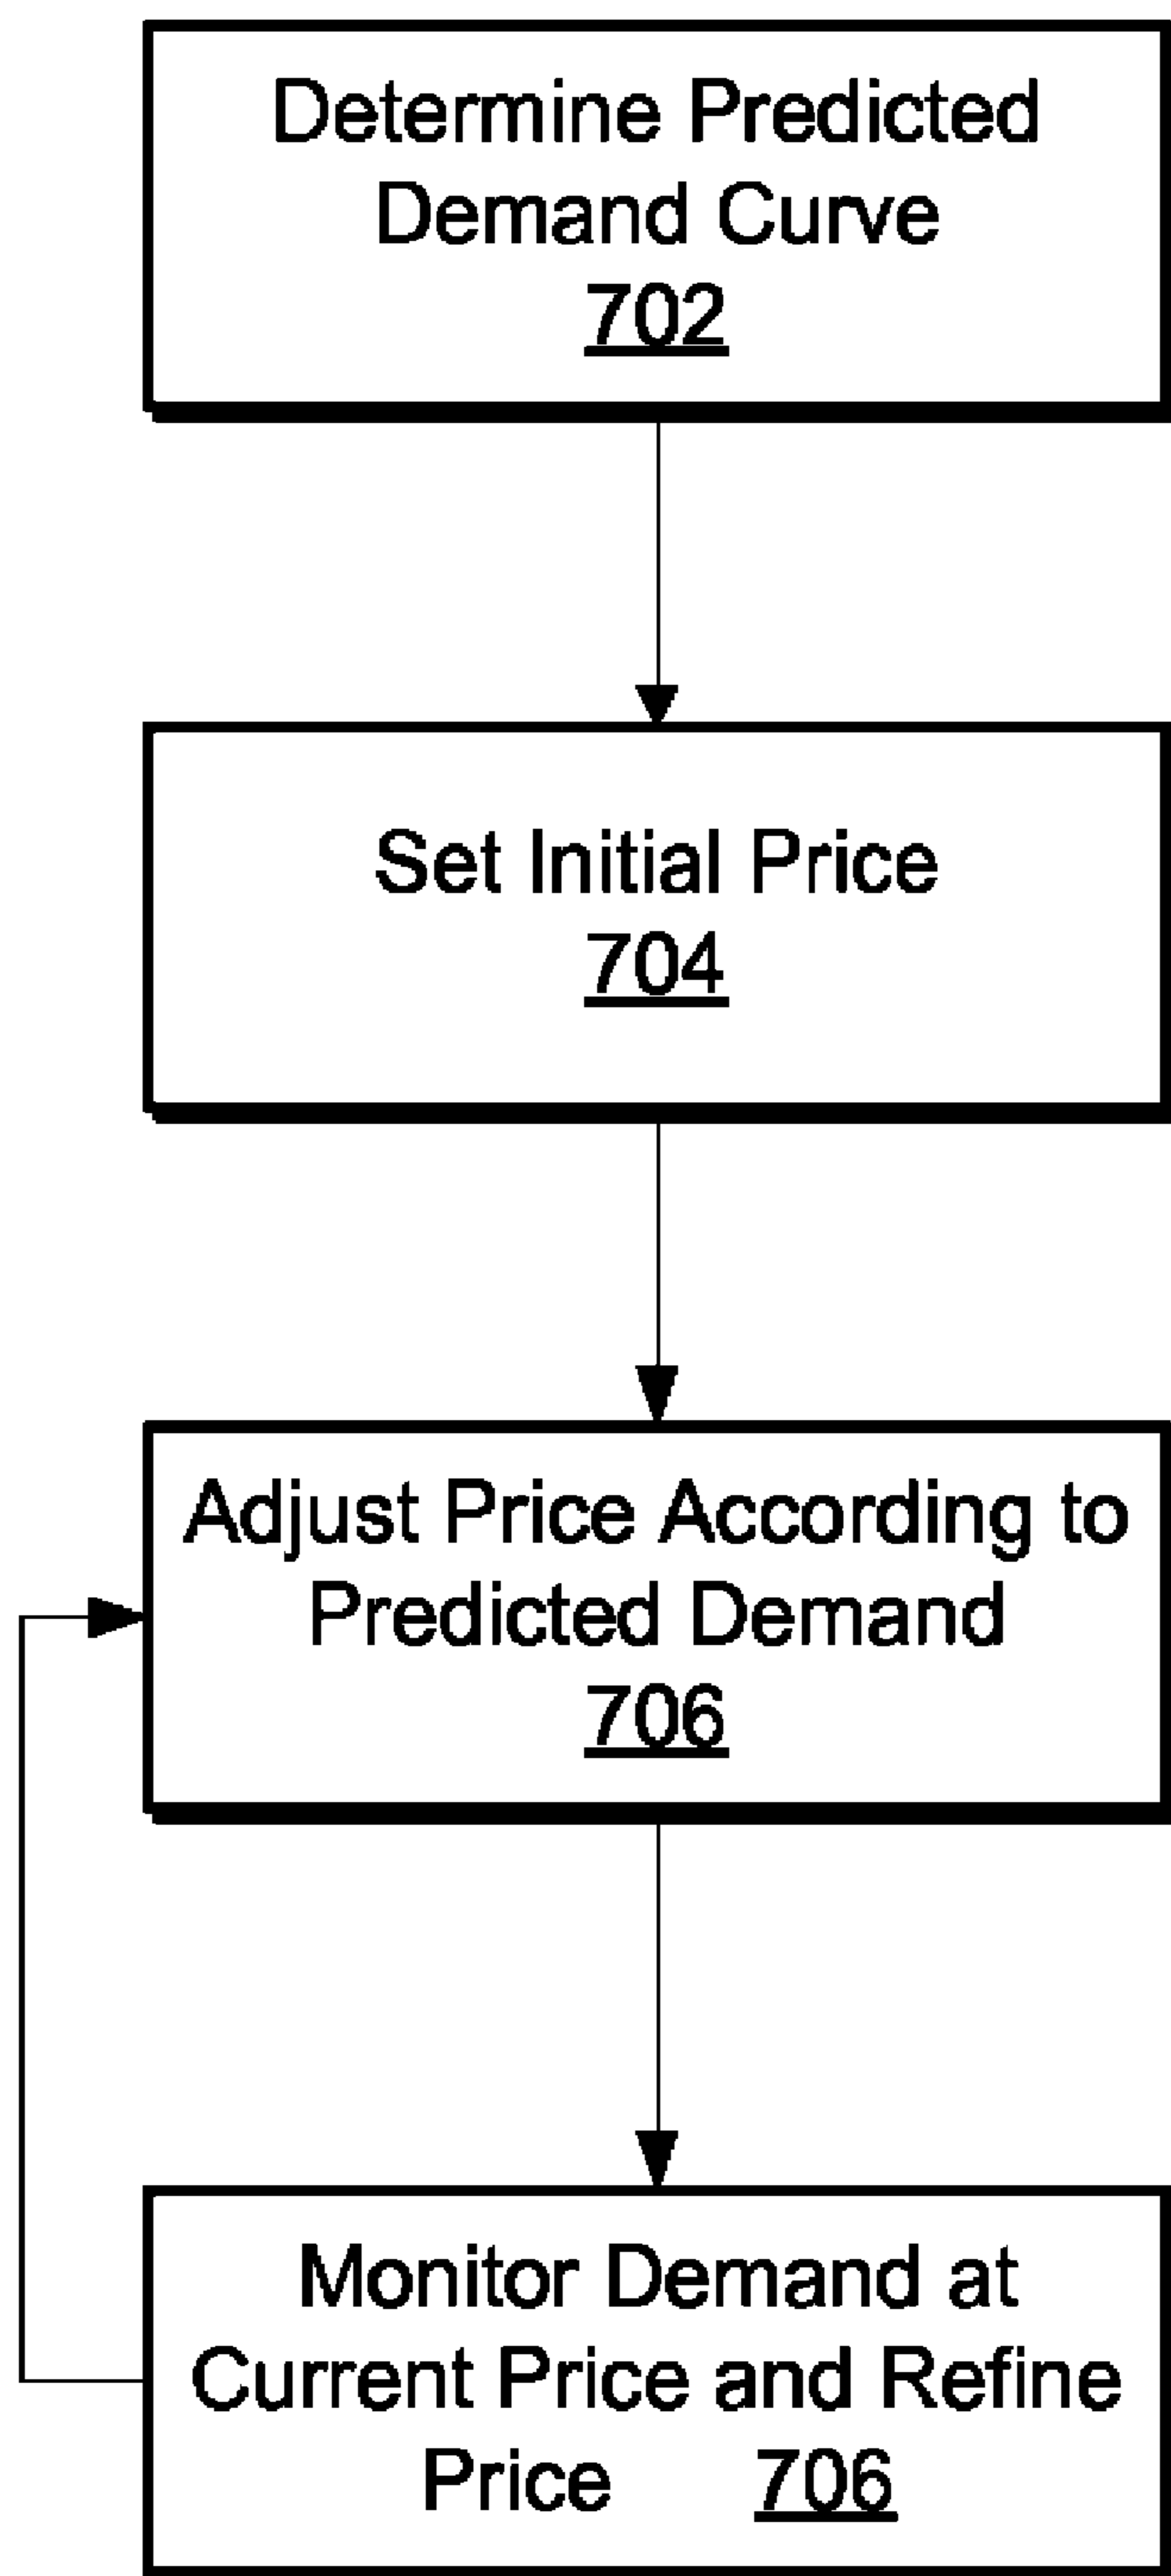 Determine Predicted
Demand Curve
702
Set Initial Price
704
Adjust Price According to
Predicted Demand
706
Monitor Demand at
Current Price and Refine
Price 706